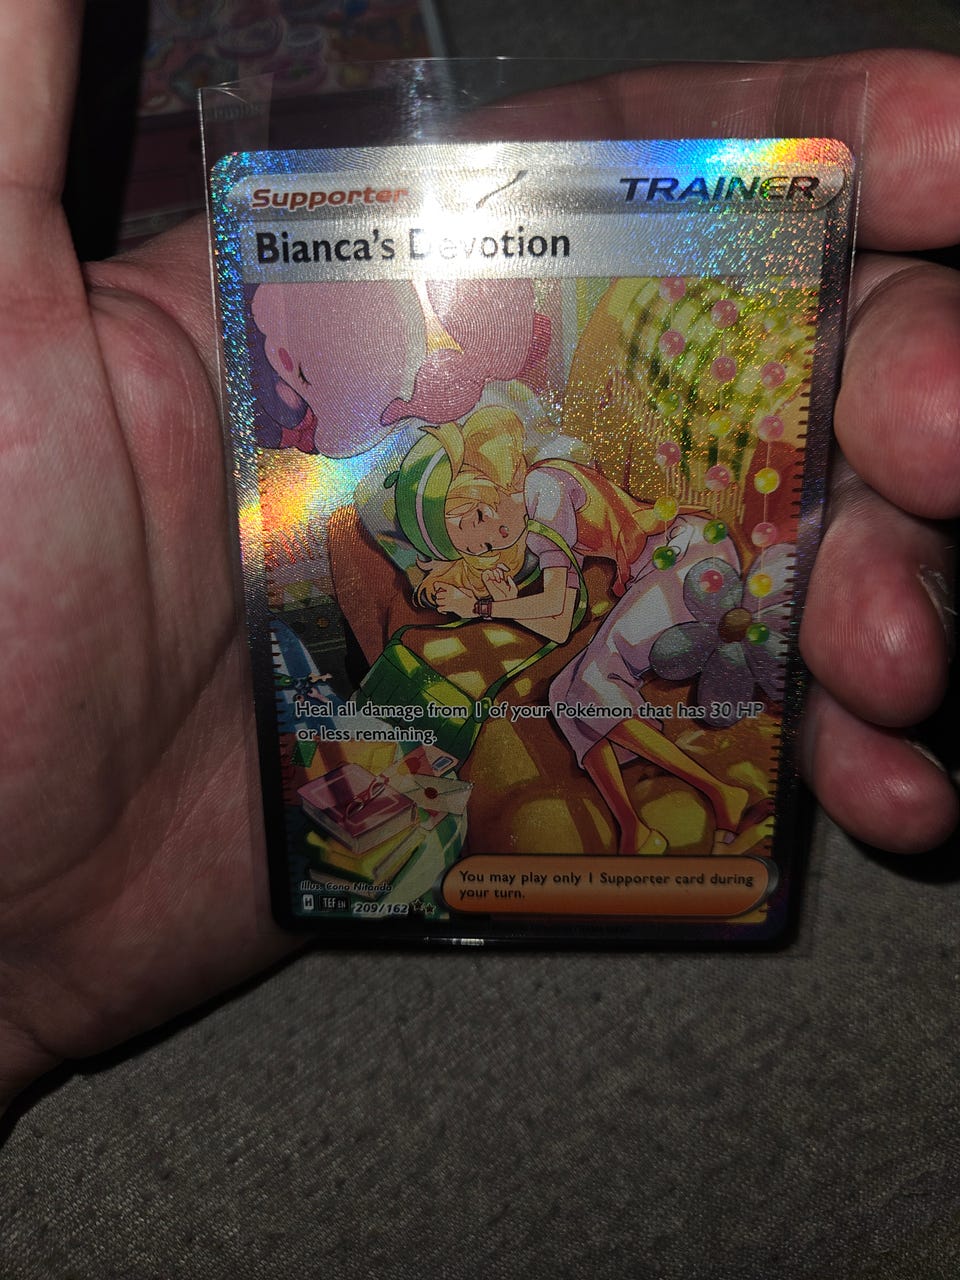 Supporter TRAINER
Bianca's Devotion
Heal all damage from 1 of your Pokémon that has 30 HP
or less remaining.
You may play only 1 Supporter card during
your turn.
Illus. Cona Nitanda
H TEF EN 209/162